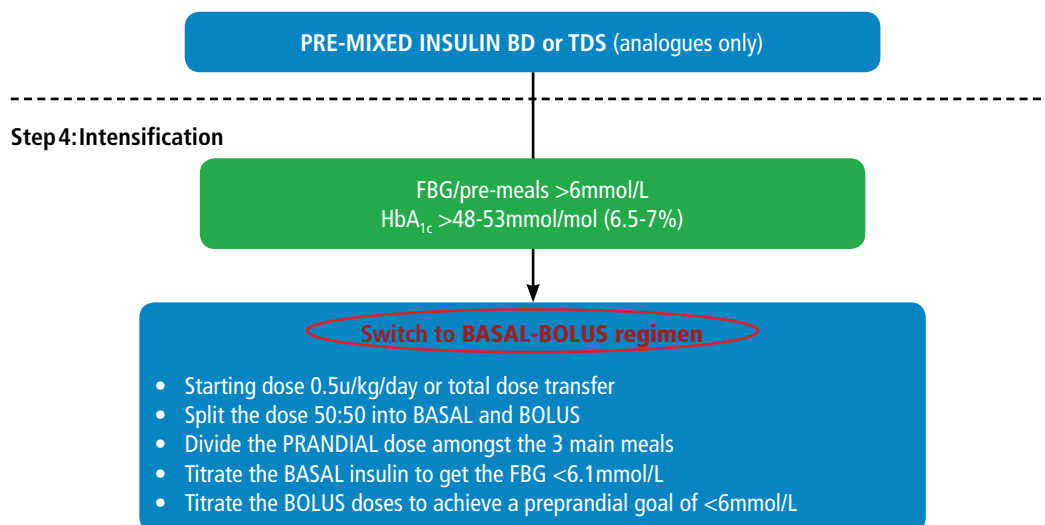 PRE-MIXED INSULIN BD or TDS (analogues only)
Step 4: Intensification
FBG/pre-meals >6mmol/L
HbA1c >48-53mmol/mol (6.5-7%)
Switch to BASAL-BOLUS regimen
• Starting dose 0.5u/kg/day or total dose transfer
• Split the dose 50:50 into BASAL and BOLUS
• Divide the PRANDIAL dose amongst the 3 main meals
• Titrate the BASAL insulin to get the FBG <6.1mmol/L
• Titrate the BOLUS doses to achieve a preprandial goal of <6mmol/L